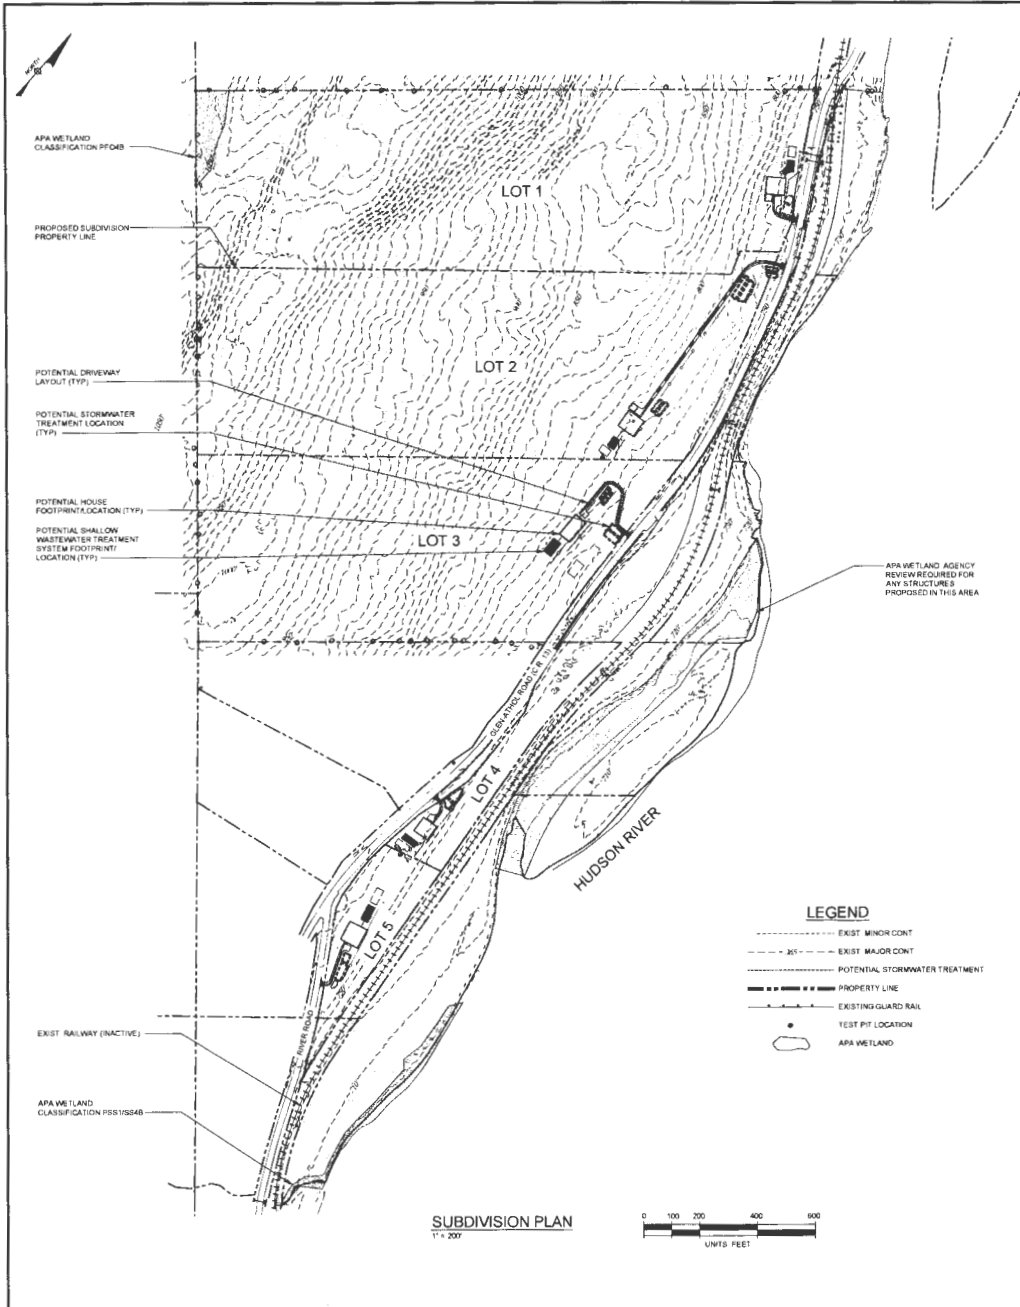 NORTH
APA WETLAND
CLASSIFICATION PFO4B
LOT 1
PROPOSED SUBDIVISION
PROPERTY LINE
LOT 2
POTENTIAL DRIVEWAY
LAYOUT (TYP)
POTENTIAL STORMWATER
TREATMENT LOCATION
(TYP)
POTENTIAL HOUSE
FOOTPRINT/LOCATION (TYP)
POTENTIAL SHALLOW
WASTEWATER TREATMENT
SYSTEM FOOTPRINT/
LOCATION (TYP)
LOT 3
APA WETLAND AGENCY
REVIEW REQUIRED FOR
ANY STRUCTURES
PROPOSED IN THIS AREA
GLEN ATHOL ROAD (C.R. 13)
LOT 4
HUDSON RIVER
LOT 5
RIVER ROAD
EXIST RAILWAY (INACTIVE)
APA WETLAND
CLASSIFICATION PSS1/SS4B
LEGEND
EXIST MINOR CONT
365 EXIST MAJOR CONT
POTENTIAL STORMWATER TREATMENT
PROPERTY LINE
EXISTING GUARD RAIL
TEST PIT LOCATION
APA WETLAND
SUBDIVISION PLAN
1" = 200'
0 100 200 400 600
UNITS FEET